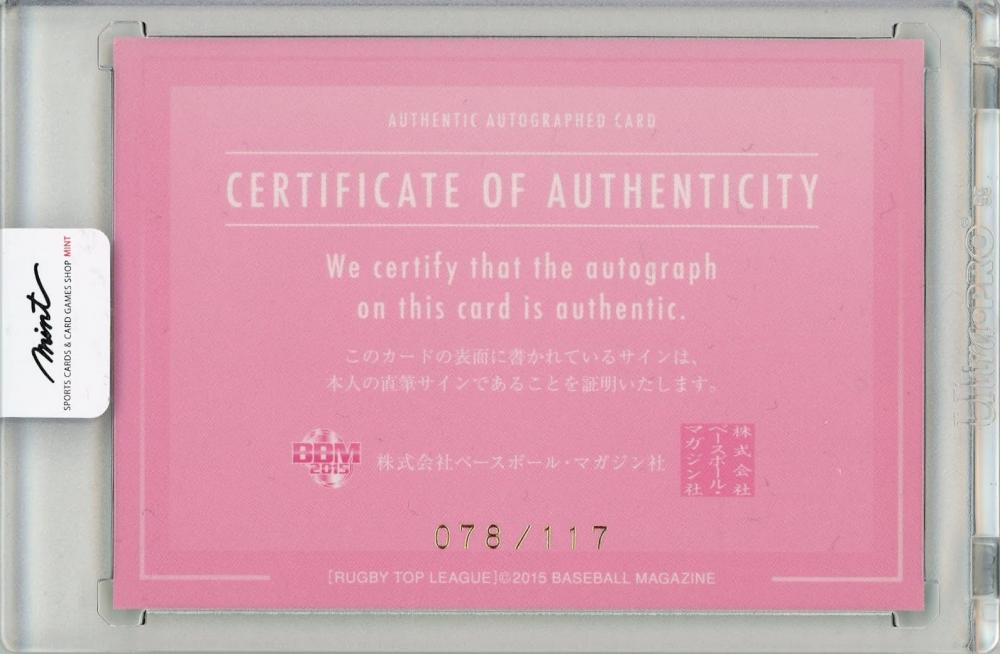 AUTHENTIC AUTOGRAPHED CARD
CERTIFICATE OF AUTHENTICITY
We certify that the autograph
on this card is authentic.
このカードの表面に書かれているサインは、
本人の直筆サインであることを証明いたします。
BBM
2015
株式会社ベースボール・マガジン社
株式会社
ベースボール・
マガジン社
078/117
[RUGBY TOP LEAGUE]©2015 BASEBALL MAGAZINE
mint
SPORTS CARDS & CARD GAMES SHOP MINT
UltraPRO